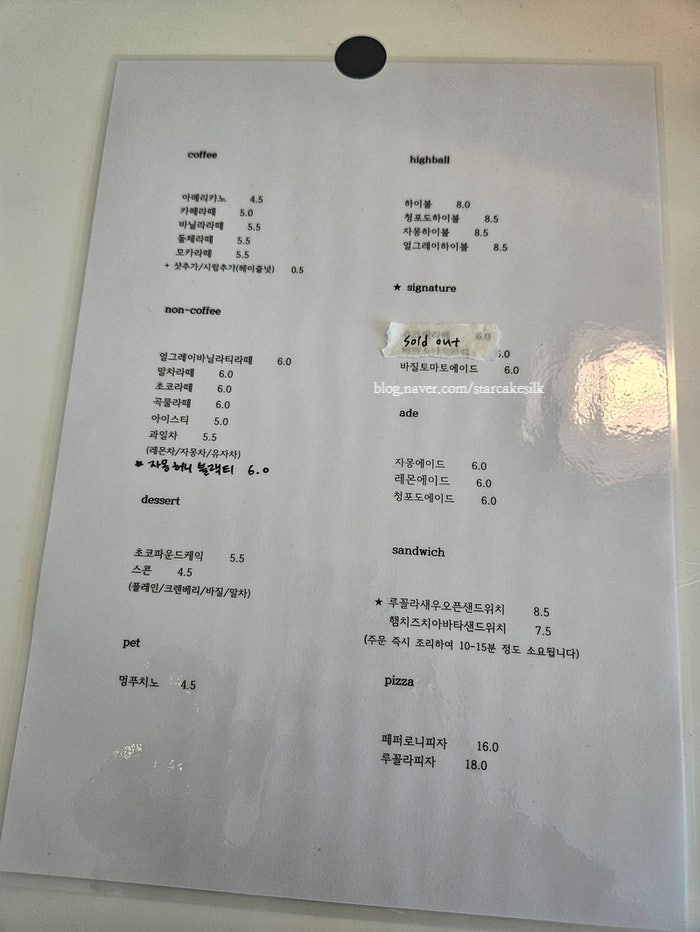 coffee
아메리카노 4.5
카페라떼 5.0
바닐라라떼 5.5
돌체라떼 5.5
모카라떼 5.5
+ 샷추가/시럽추가(헤이즐넛) 0.5
non-coffee
얼그레이바닐라티라떼 6.0
말차라떼 6.0
초코라떼 6.0
곡물라떼 6.0
아이스티 5.0
과일차 5.5
(레몬차/자몽차/유자차)
* 자몽허니 블랙티 6.0
dessert
초코파운드케익 5.5
스콘 4.5
(플레인/크렌베리/바질/말차)
pet
멍푸치노 4.5
highball
하이볼 8.0
청포도하이볼 8.5
자몽하이볼 8.5
얼그레이하이볼 8.5
★ signature
sold out
바질토마토에이드 6.0
blog.naver.com/starcakesilk
ade
자몽에이드 6.0
레몬에이드 6.0
청포도에이드 6.0
sandwich
★ 루꼴라새우오픈샌드위치 8.5
햄치즈치아바타샌드위치 7.5
(주문 즉시 조리하여 10-15분 정도 소요됩니다)
pizza
페퍼로니피자 16.0
루꼴라피자 18.0